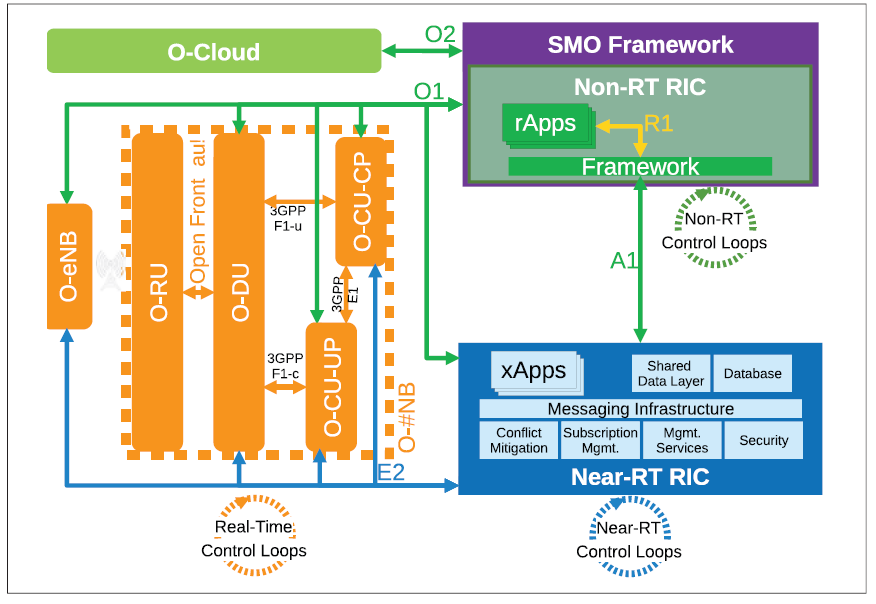 O-Cloud
O2
SMO Framework
Non-RT RIC
rApps
R1
Framework
O1
O-eNB
O-RU
Open Front au!
O-DU
O-CU-CP
3GPP
F1-u
3GPP
E1
O-CU-UP
3GPP
F1-c
O-#NB
E2
A1
Non-RT
Control Loops
xApps
Shared
Data Layer
Database
Messaging Infrastructure
Conflict
Mitigation
Subscription
Mgmt.
Mgmt.
Services
Security
Near-RT RIC
Real-Time
Control Loops
Near-RT
Control Loops